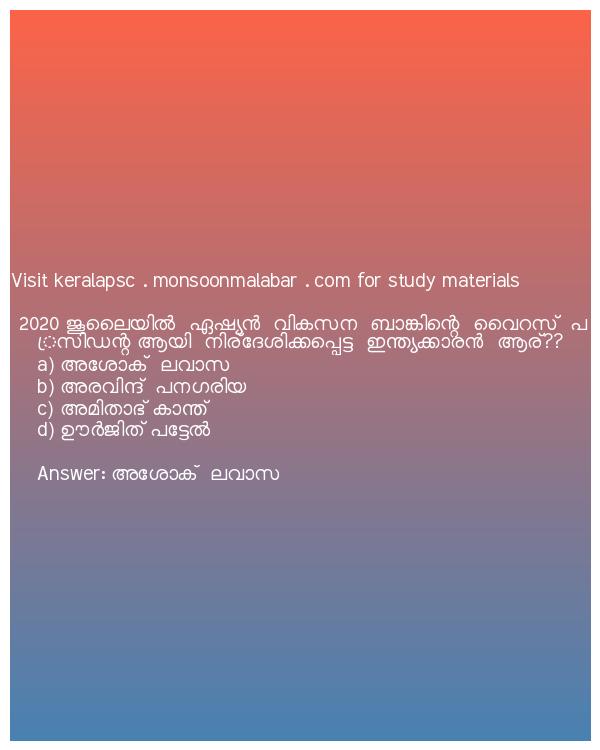 Visit keralapsc . monsoonmalabar . com for study materials
2020 ജൂലൈയിൽ ഏഷ്യൻ വികസന ബാങ്കിന്റെ വൈറസ് പ
്രസിഡന്റ ആയി നിര്ദേശിക്കപ്പെട്ട ഇന്ത്യക്കാരൻ ആര്??
a) അശോക് ലവാസ
b) അരവിന്ദ് പനഗരിയ
c) അമിതാഭ് കാന്ത്
d) ഊർജിത് പട്ടേൽ
Answer: അശോക് ലവാസ